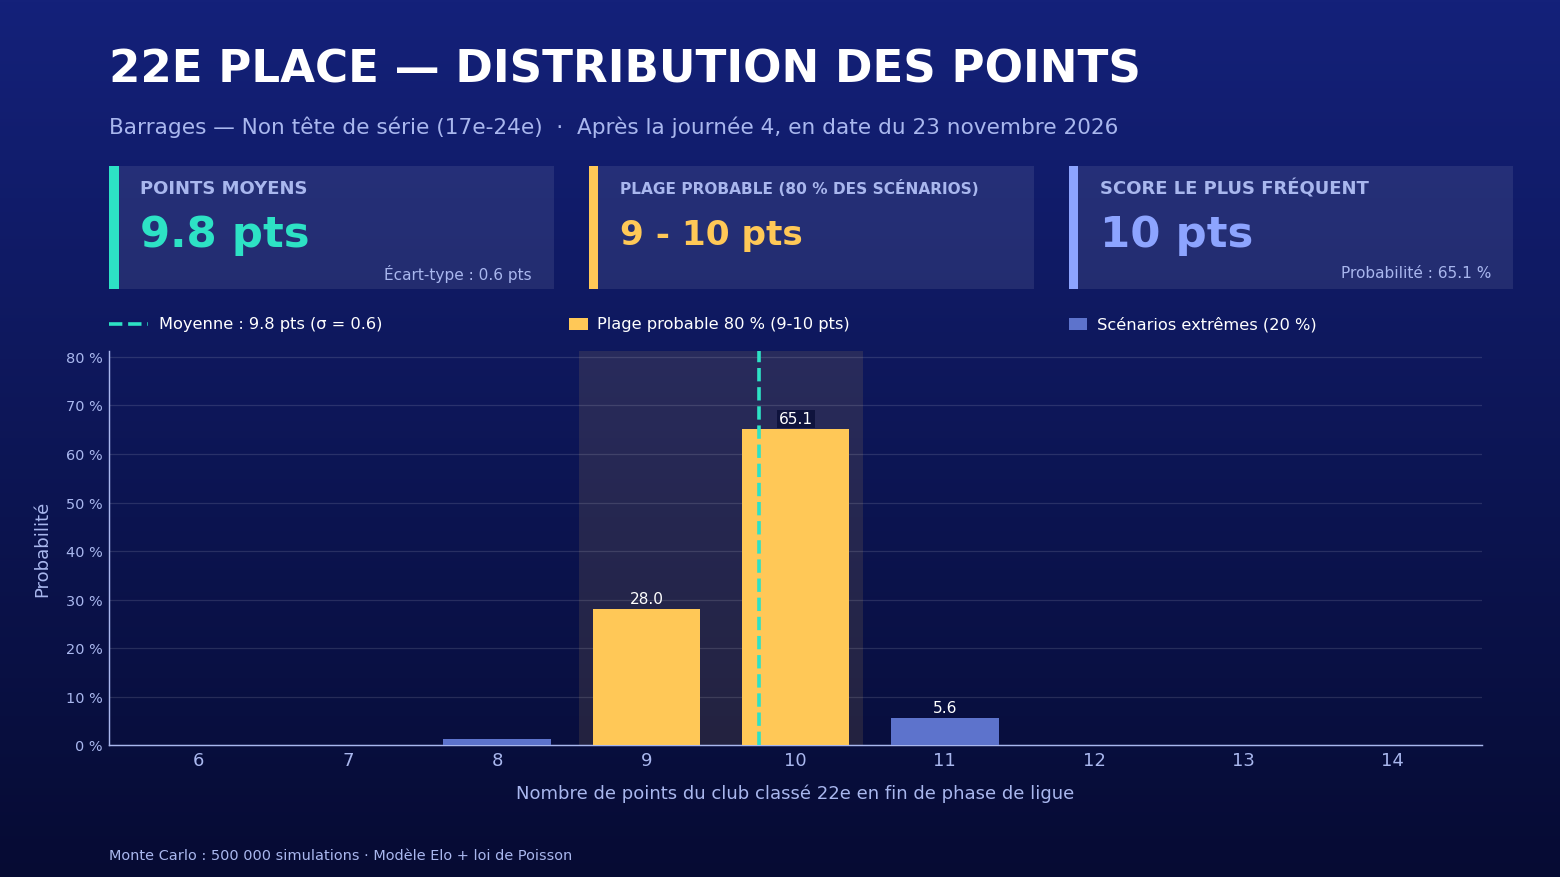 22E PLACE — DISTRIBUTION DES POINTS
Barrages — Non tête de série (17e-24e)  ·  Après la journée 4, en date du 23 novembre 2026
POINTS MOYENS
9.8 pts
Écart-type : 0.6 pts
PLAGE PROBABLE (80 % DES SCÉNARIOS)
9 - 10 pts
SCORE LE PLUS FRÉQUENT
10 pts
Probabilité : 65.1 %
Moyenne : 9.8 pts (σ = 0.6)
Plage probable 80 % (9-10 pts)
Scénarios extrêmes (20 %)
Probabilité
80 %
70 %
60 %
50 %
40 %
30 %
20 %
10 %
0 %
28.0
65.1
5.6
6 7 8 9 10 11 12 13 14
Nombre de points du club classé 22e en fin de phase de ligue
Monte Carlo : 500 000 simulations · Modèle Elo + loi de Poisson